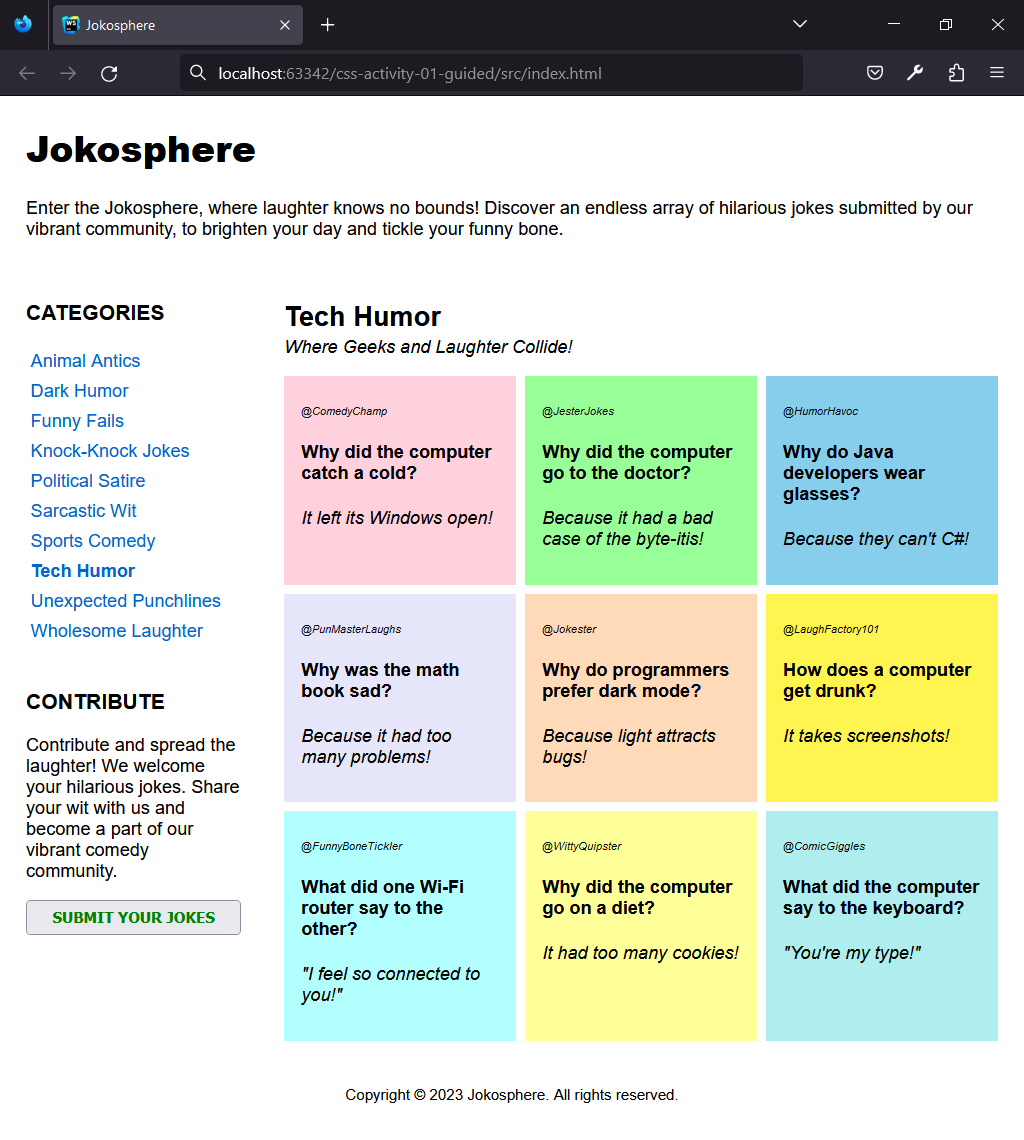 WS
Jokosphere
localhost:63342/css-activity-01-guided/src/index.html
Jokosphere
Enter the Jokosphere, where laughter knows no bounds! Discover an endless array of hilarious jokes submitted by our
vibrant community, to brighten your day and tickle your funny bone.
CATEGORIES
Animal Antics
Dark Humor
Funny Fails
Knock-Knock Jokes
Political Satire
Sarcastic Wit
Sports Comedy
Tech Humor
Unexpected Punchlines
Wholesome Laughter
CONTRIBUTE
Contribute and spread the
laughter! We welcome
your hilarious jokes. Share
your wit with us and
become a part of our
vibrant comedy
community.
SUBMIT YOUR JOKES
Tech Humor
Where Geeks and Laughter Collide!
@ComedyChamp
Why did the computer
catch a cold?
It left its Windows open!
@JesterJokes
Why did the computer
go to the doctor?
Because it had a bad
case of the byte-itis!
@HumorHavoc
Why do Java
developers wear
glasses?
Because they can't C#!
@PunMasterLaughs
Why was the math
book sad?
Because it had too
many problems!
@Jokester
Why do programmers
prefer dark mode?
Because light attracts
bugs!
@LaughFactory101
How does a computer
get drunk?
It takes screenshots!
@FunnyBoneTickler
What did one Wi-Fi
router say to the
other?
"I feel so connected to
you!"
@WittyQuipster
Why did the computer
go on a diet?
It had too many cookies!
@ComicGiggles
What did the computer
say to the keyboard?
"You're my type!"
Copyright © 2023 Jokosphere. All rights reserved.